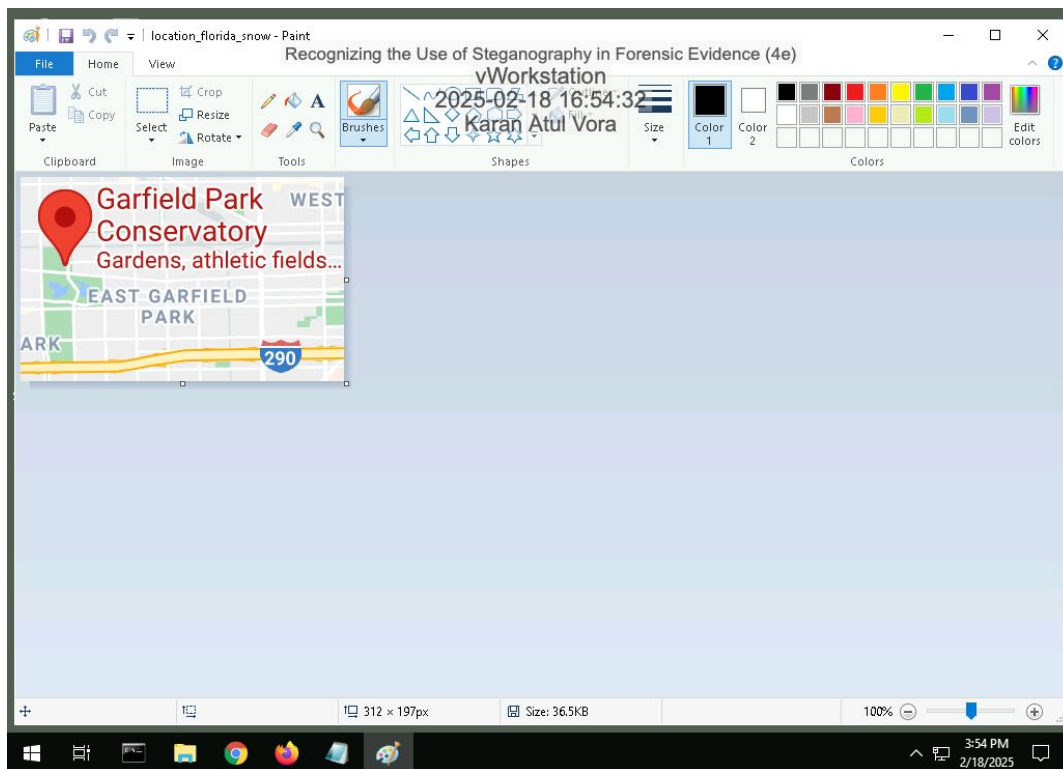 location_florida_snow - Paint
Recognizing the Use of Steganography in Forensic Evidence (4e)
vWorkstation
2025-02-18 16:54:32
Karan Atul Vora
File Home View
Paste
Cut
Copy
Clipboard
Select
Crop
Resize
Rotate
Image
A
Tools
Brushes
Outline
Fill
Shapes
Size
Color 1
Color 2
Edit colors
Colors
Garfield Park
Conservatory
Gardens, athletic fields...
WEST
EAST GARFIELD
PARK
ARK
290
312 × 197px
Size: 36.5KB
100%
3:54 PM
2/18/2025